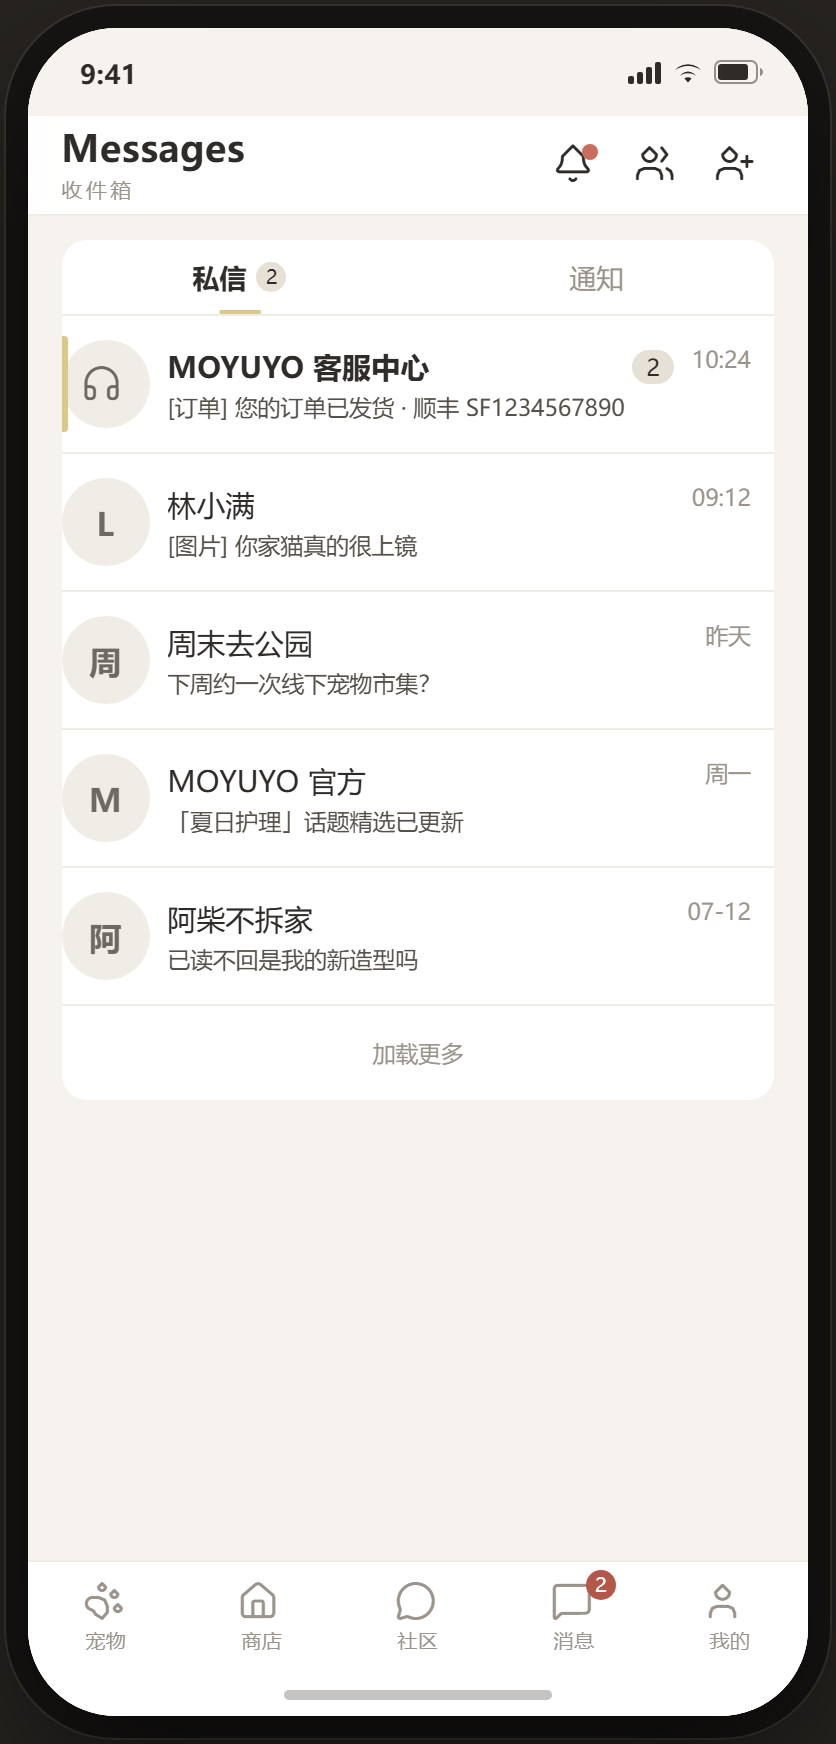 9:41
Messages
收件箱
私信 2
通知
MOYUYO 客服中心 2 10:24
[订单] 您的订单已发货 · 顺丰 SF1234567890
L
林小满 09:12
[图片] 你家猫真的很上镜
周
周末去公园 昨天
下周约一次线下宠物市集?
M
MOYUYO 官方 周一
「夏日护理」话题精选已更新
阿
阿柴不拆家 07-12
已读不回是我的新造型吗
加载更多
2
宠物 商店 社区 消息 我的